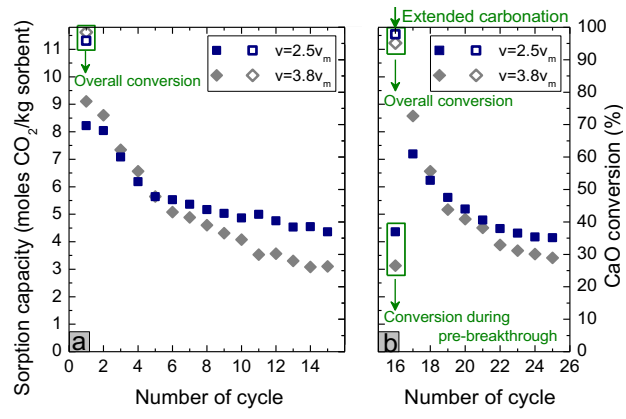 Sorption capacity (moles CO2/kg sorbent)
11
10
9
8
7
6
5
4
3
2
1
0
v=2.5vm
v=3.8vm
Overall conversion
a
0 2 4 6 8 10 12 14
Number of cycle
Extended carbonation
v=2.5vm
v=3.8vm
Overall conversion
Conversion during
pre-breakthrough
b
16 18 20 22 24 26
Number of cycle
100
90
80
70
60
50
40
30
20
10
0
CaO conversion (%)